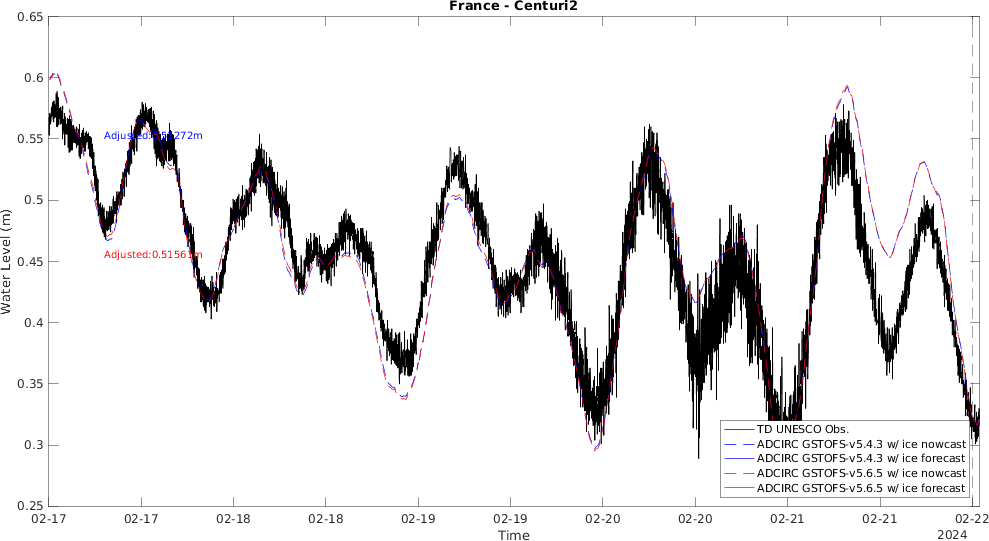 France - Centuri2
0.65
0.6
0.55
0.5
0.45
0.4
0.35
0.3
0.25
Water Level (m)
Adjusted:0.51272m
Adjusted:0.51561m
TD UNESCO Obs.
ADCIRC GSTOFS-v5.4.3 w/ ice nowcast
ADCIRC GSTOFS-v5.4.3 w/ ice forecast
ADCIRC GSTOFS-v5.6.5 w/ ice nowcast
ADCIRC GSTOFS-v5.6.5 w/ ice forecast
02-17 02-17 02-18 02-18 02-19 02-19 02-20 02-20 02-21 02-21 02-22
Time
2024